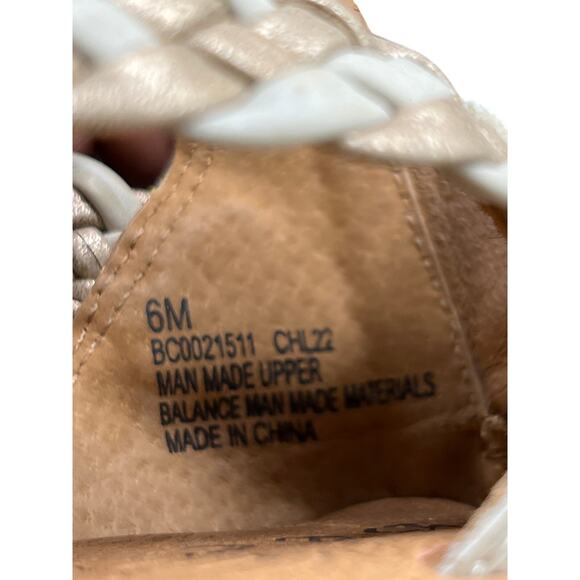 6M
BC0021511 CHL22
MAN MADE UPPER
BALANCE MAN MADE MATERIALS
MADE IN CHINA